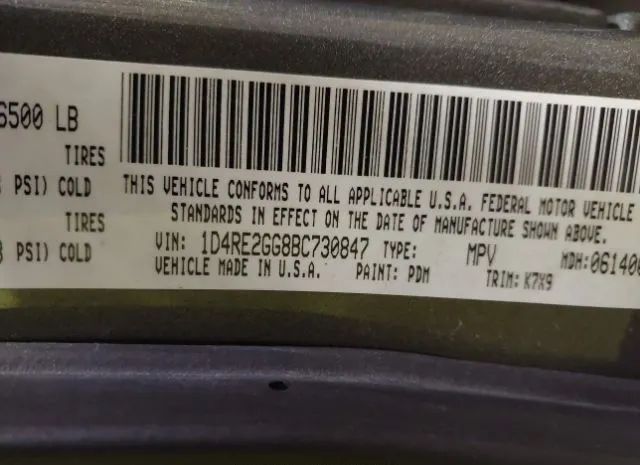 6500 LB
TIRES
PSI) COLD
TIRES
PSI) COLD
THIS VEHICLE CONFORMS TO ALL APPLICABLE U.S.A. FEDERAL MOTOR VEHICLE
STANDARDS IN EFFECT ON THE DATE OF MANUFACTURE SHOWN ABOVE.
VIN: 1D4RE2GG8BC730847 TYPE: MPV MDH:06140
VEHICLE MADE IN U.S.A. PAINT: PDM TRIM: K7X9